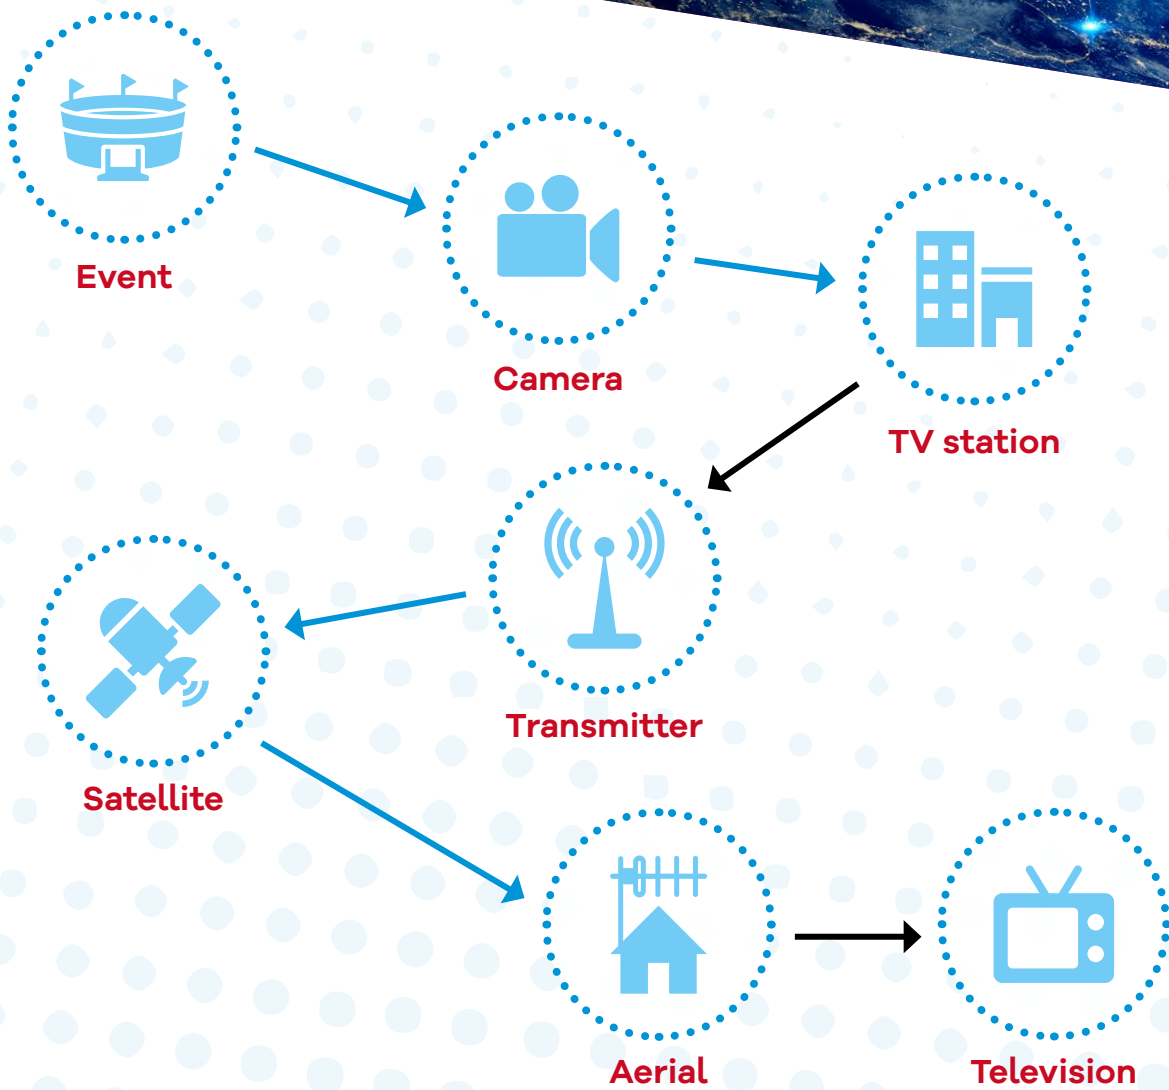 Event
Camera
TV station
Transmitter
Satellite
Aerial
Television